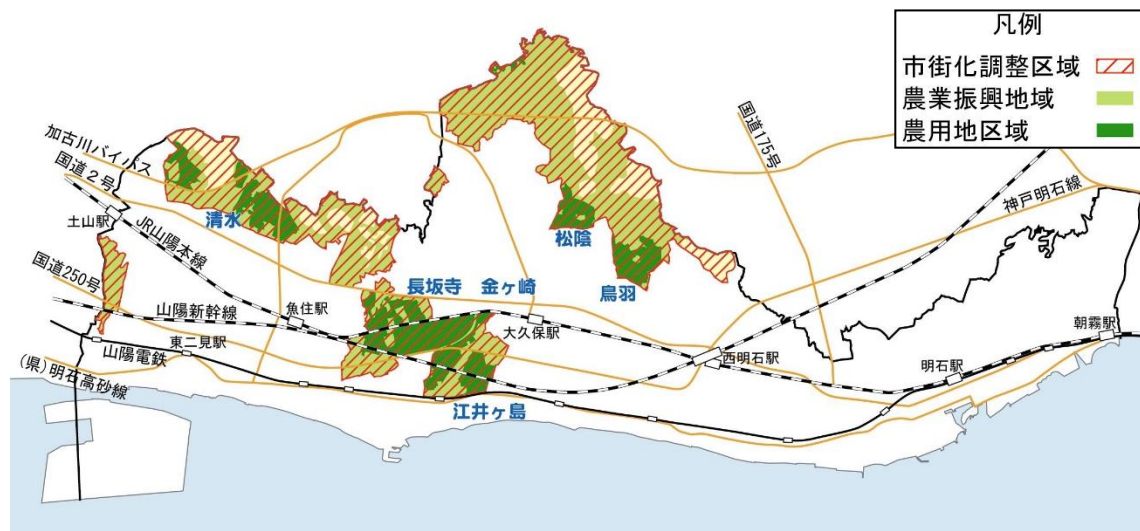 凡例
市街化調整区域
農業振興地域
農用地区域
国道175号
加古川バイパス
国道2号
土山駅
清水
JR山陽本線
神戸明石線
松陰
国道250号
長坂寺
金ヶ崎
鳥羽
山陽新幹線
魚住駅
大久保駅
朝霧駅
東二見駅
山陽電鉄
西明石駅
明石駅
(県)明石高砂線
江井ヶ島